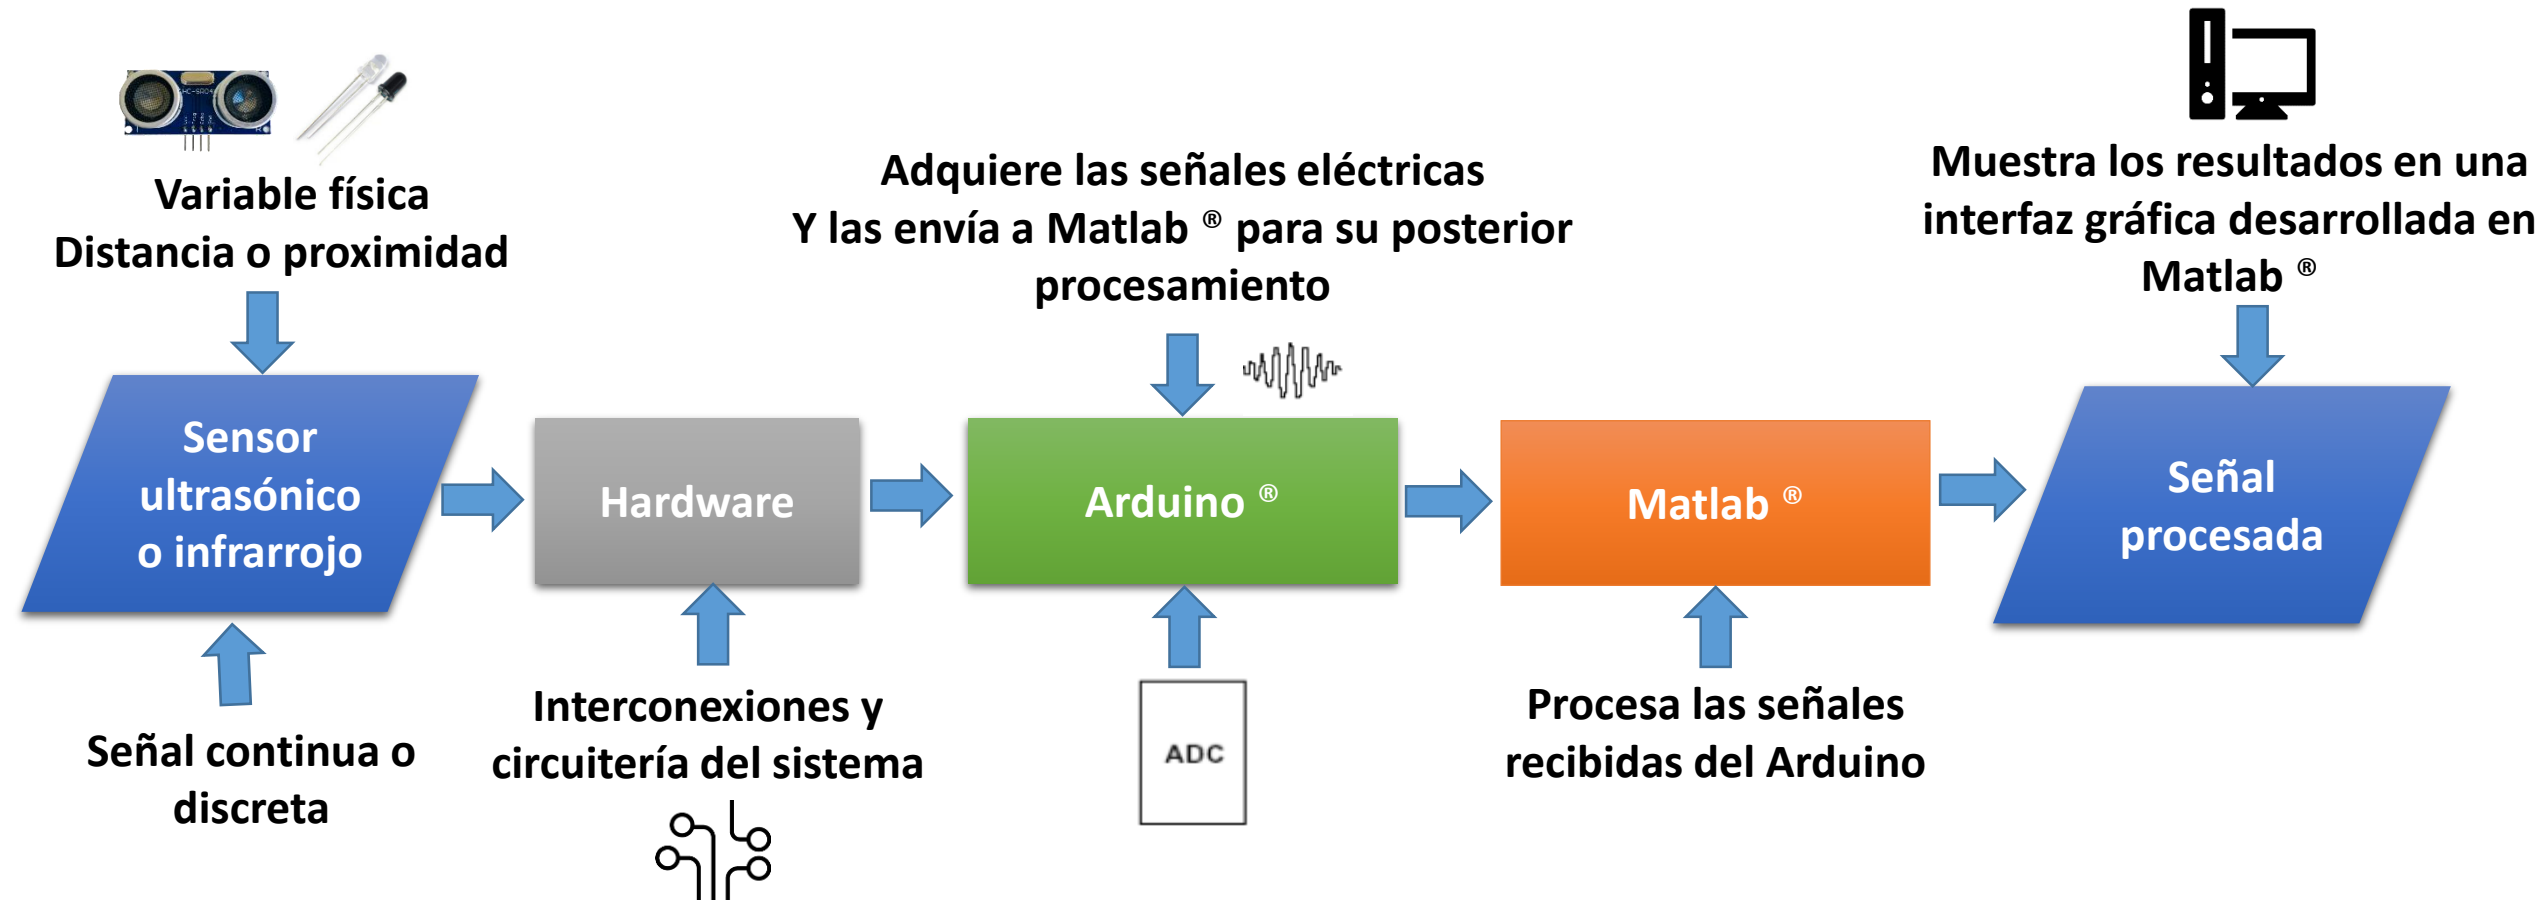 HC-SR04
Variable física
Distancia o proximidad
Adquiere las señales eléctricas
Y las envía a Matlab ® para su posterior
procesamiento
Muestra los resultados en una
interfaz gráfica desarrollada en
Matlab ®
Sensor
ultrasónico
o infrarrojo
Hardware
Arduino ®
Matlab ®
Señal
procesada
Señal continua o
discreta
Interconexiones y
circuitería del sistema
ADC
Procesa las señales
recibidas del Arduino